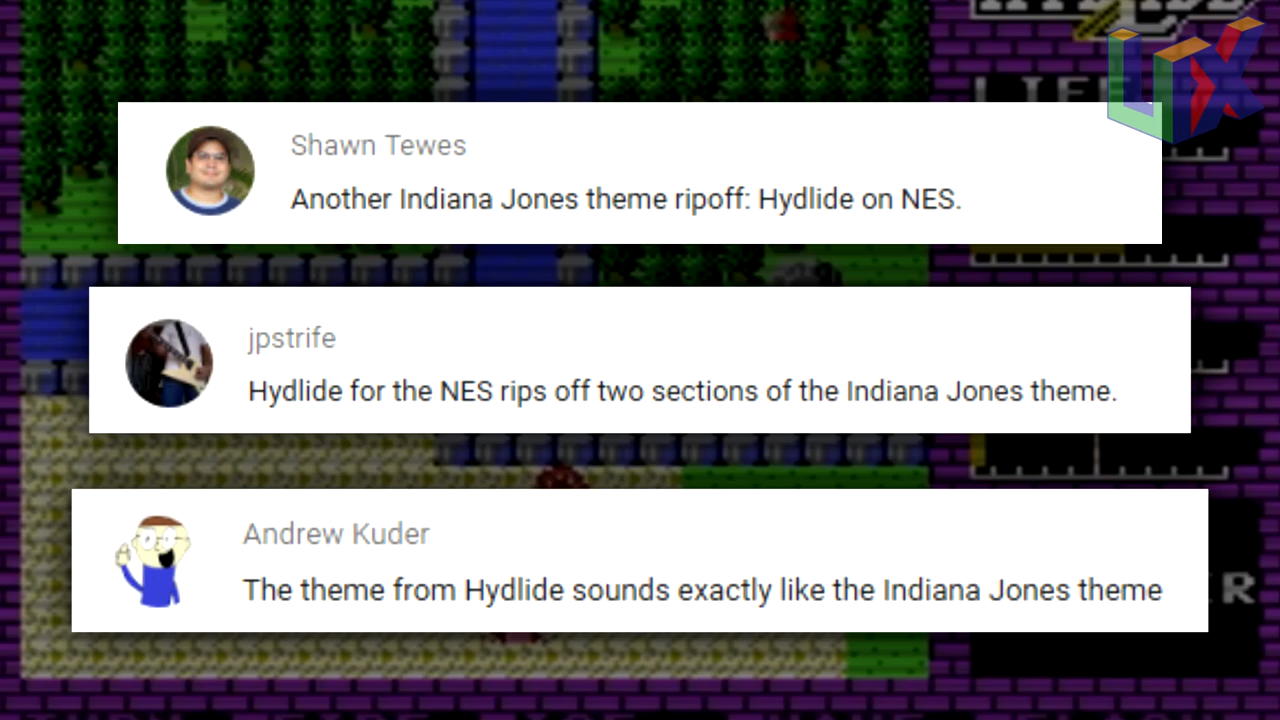 LIFE
Shawn Tewes
Another Indiana Jones theme ripoff: Hydlide on NES.
jpstrife
Hydlide for the NES rips off two sections of the Indiana Jones theme.
Andrew Kuder
The theme from Hydlide sounds exactly like the Indiana Jones theme